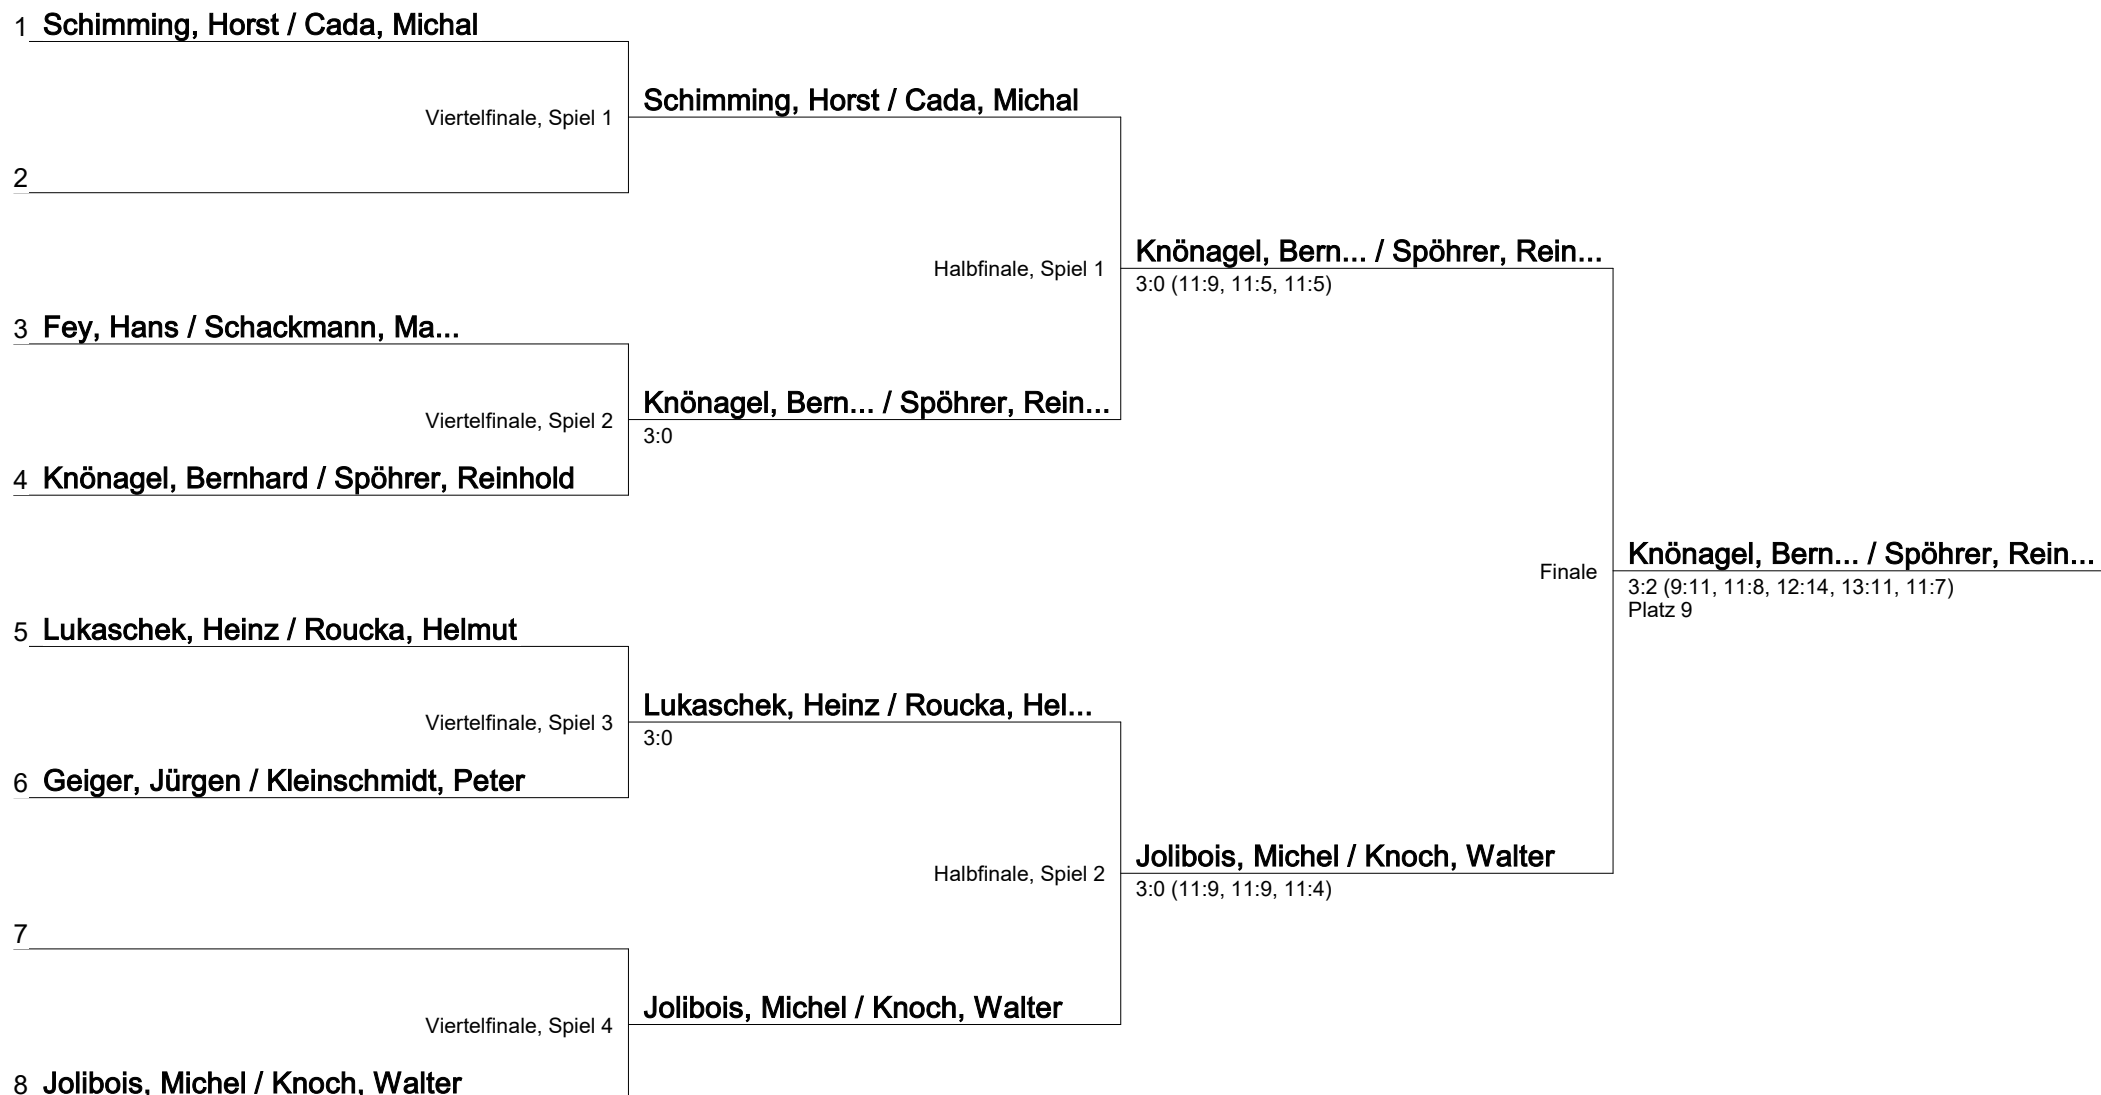 1 Schimming, Horst / Cada, Michal
Schimming, Horst / Cada, Michal
Viertelfinale, Spiel 1
2
Knönagel, Bern... / Spöhrer, Rein...
Halbfinale, Spiel 1
3:0 (11:9, 11:5, 11:5)
3 Fey, Hans / Schackmann, Ma...
Knönagel, Bern... / Spöhrer, Rein...
Viertelfinale, Spiel 2
3:0
4 Knönagel, Bernhard / Spöhrer, Reinhold
Knönagel, Bern... / Spöhrer, Rein...
Finale
3:2 (9:11, 11:8, 12:14, 13:11, 11:7)
Platz 9
5 Lukaschek, Heinz / Roucka, Helmut
Lukaschek, Heinz / Roucka, Hel...
Viertelfinale, Spiel 3
3:0
6 Geiger, Jürgen / Kleinschmidt, Peter
Jolibois, Michel / Knoch, Walter
Halbfinale, Spiel 2
3:0 (11:9, 11:9, 11:4)
7
Jolibois, Michel / Knoch, Walter
Viertelfinale, Spiel 4
8 Jolibois, Michel / Knoch, Walter